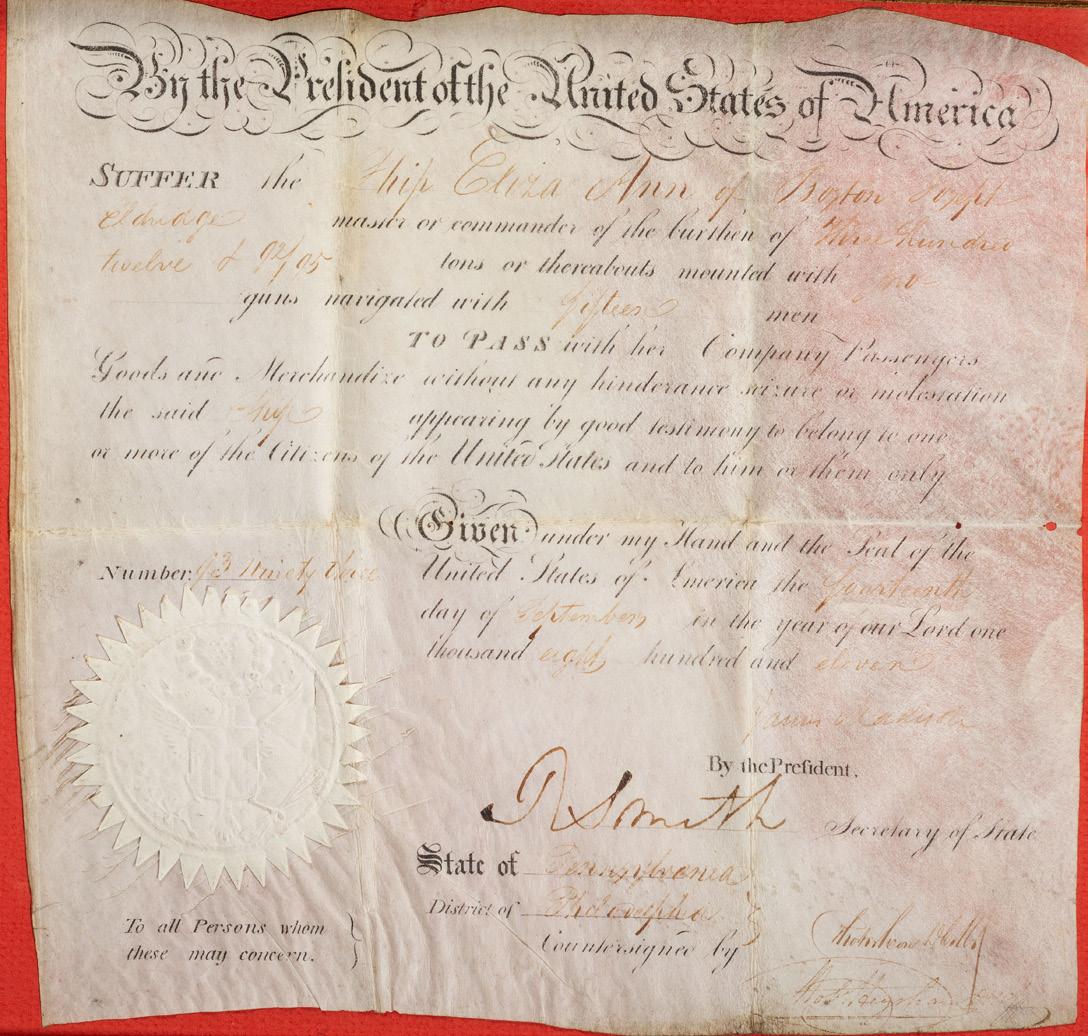 By the President of the United States of America
SUFFER the Ship Eliza Ann of Boston Joseph
Eldridge master or commander of the burthen of Three hundred
twelve & 92/95 tons or thereabouts mounted with no
guns navigated with fifteen men
TO PASS with her Company Passengers
Goods and Merchandize without any hinderance seizure or molestation
the said Ship appearing by good testimony to belong to one
or more of the Citizens of the United States and to him or them only
Given under my Hand and the Seal of the
Number. 93 Ninety three
United States of America the fourteenth
day of September in the year of our Lord one
thousand eight hundred and eleven
James Madison
By the President,
R Smith Secretary of State
State of Pennsylvania
District of Philadelphia
To all Persons whom
these may concern.
Countersigned by